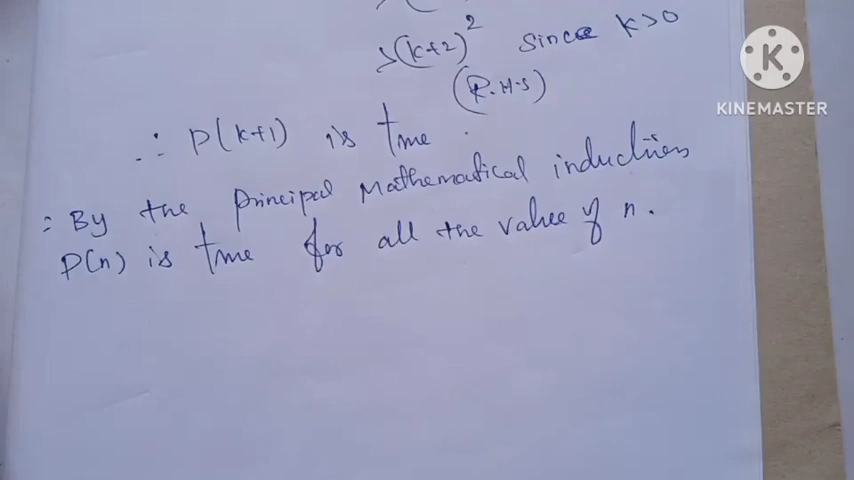 >(k+2)² since k>0
(R.H.S)
∴ P(k+1) is true.
∴ By the principal Mathematical induction
P(n) is true for all the value of n.
K
KINEMASTER